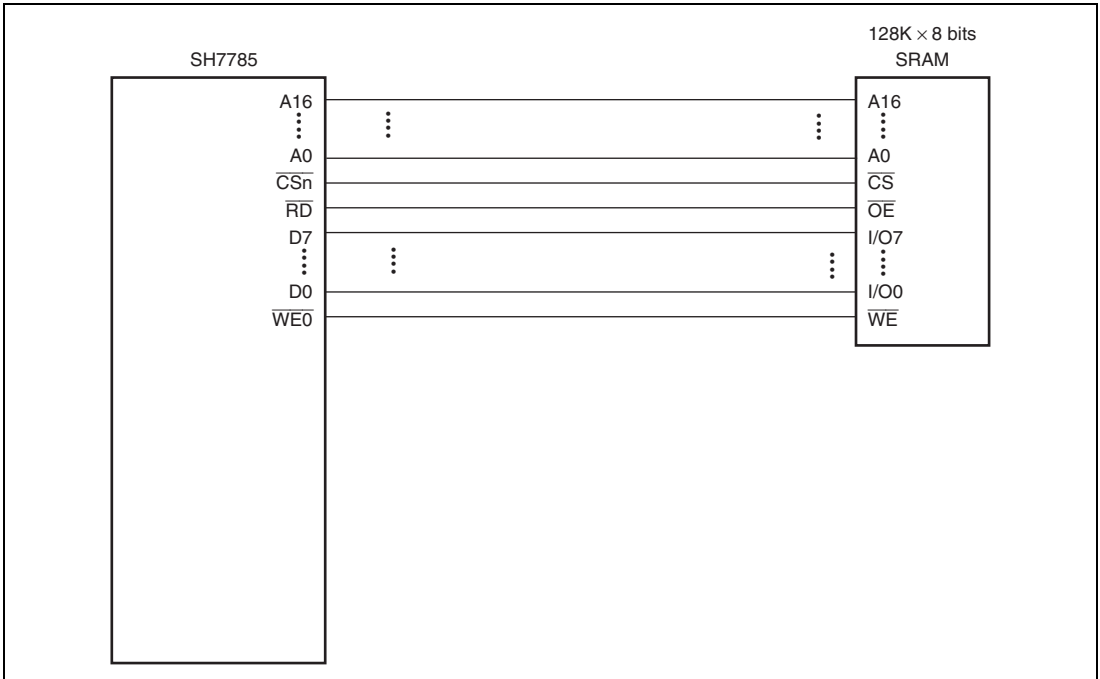 128K × 8 bits
SH7785
SRAM
A16
A16
A0
A0
CSn
CS
RD
OE
D7
I/O7
D0
I/O0
WE0
WE